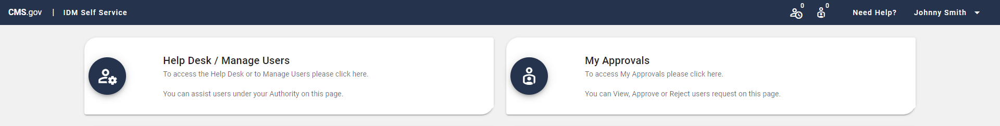 CMS.gov | IDM Self Service 0 0 Need Help? Johnny Smith
Help Desk / Manage Users
To access the Help Desk or to Manage Users please click here.
You can assist users under your Authority on this page.
My Approvals
To access My Approvals please click here.
You can View, Approve or Reject users request on this page.